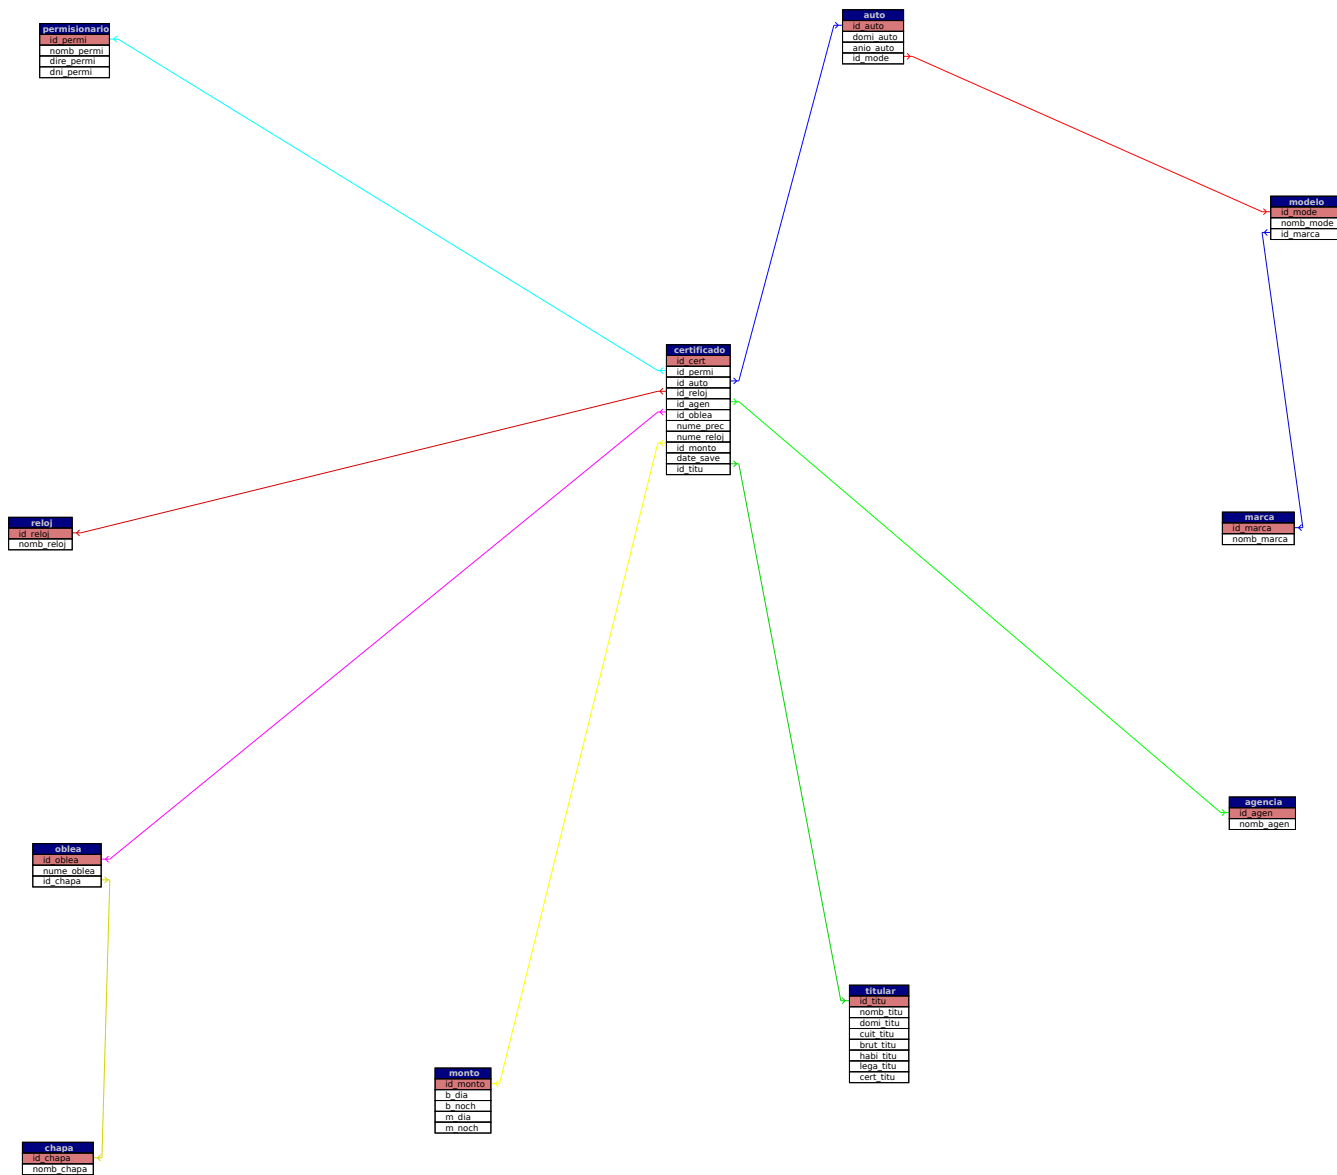 permisionario
id_permi
nomb_permi
dire_permi
dni_permi
auto
id_auto
domi_auto
anio_auto
id_mode
modelo
id_mode
nomb_mode
id_marca
certificado
id_cert
id_permi
id_auto
id_reloj
id_agen
id_oblea
nume_prec
nume_reloj
id_monto
date_save
id_titu
reloj
id_reloj
nomb_reloj
marca
id_marca
nomb_marca
agencia
id_agen
nomb_agen
oblea
id_oblea
nume_oblea
id_chapa
titular
id_titu
nomb_titu
domi_titu
cuit_titu
brut_titu
habi_titu
lega_titu
cert_titu
monto
id_monto
b_dia
b_noch
m_dia
m_noch
chapa
id_chapa
nomb_chapa